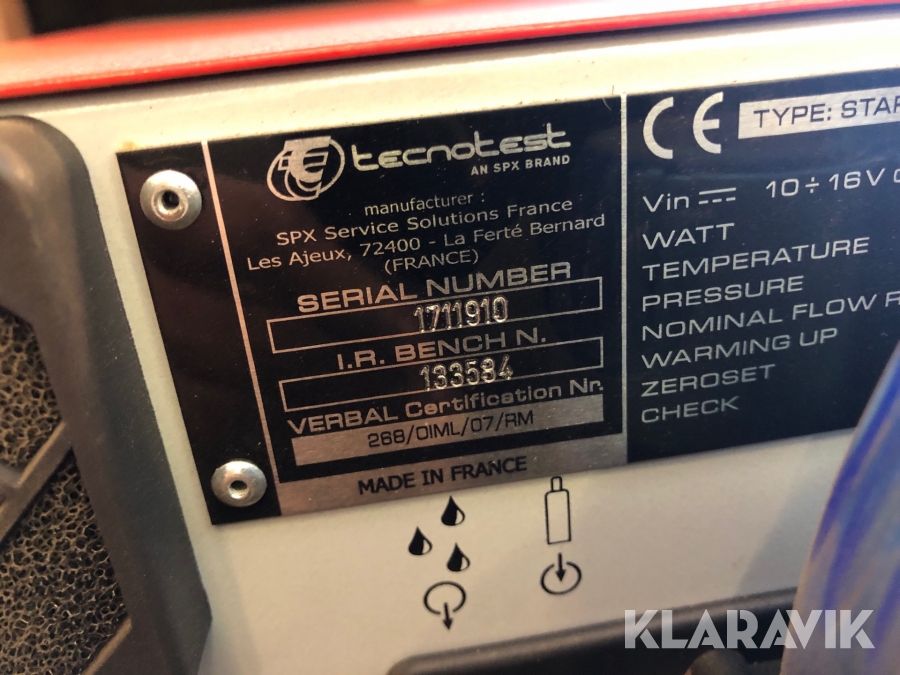 tecnotest
AN SPX BRAND
manufacturer :
SPX Service Solutions France
Les Ajeux, 72400 - La Ferté Bernard
(FRANCE)
SERIAL NUMBER
1711910
I.R. BENCH N.
133584
VERBAL Certification Nr.
268/OIML/07/RM
MADE IN FRANCE
CE
TYPE:
Vin 10÷16V
WATT
TEMPERATURE
PRESSURE
NOMINAL FLOW
WARMING UP
ZEROSET
CHECK
KLARAVIK